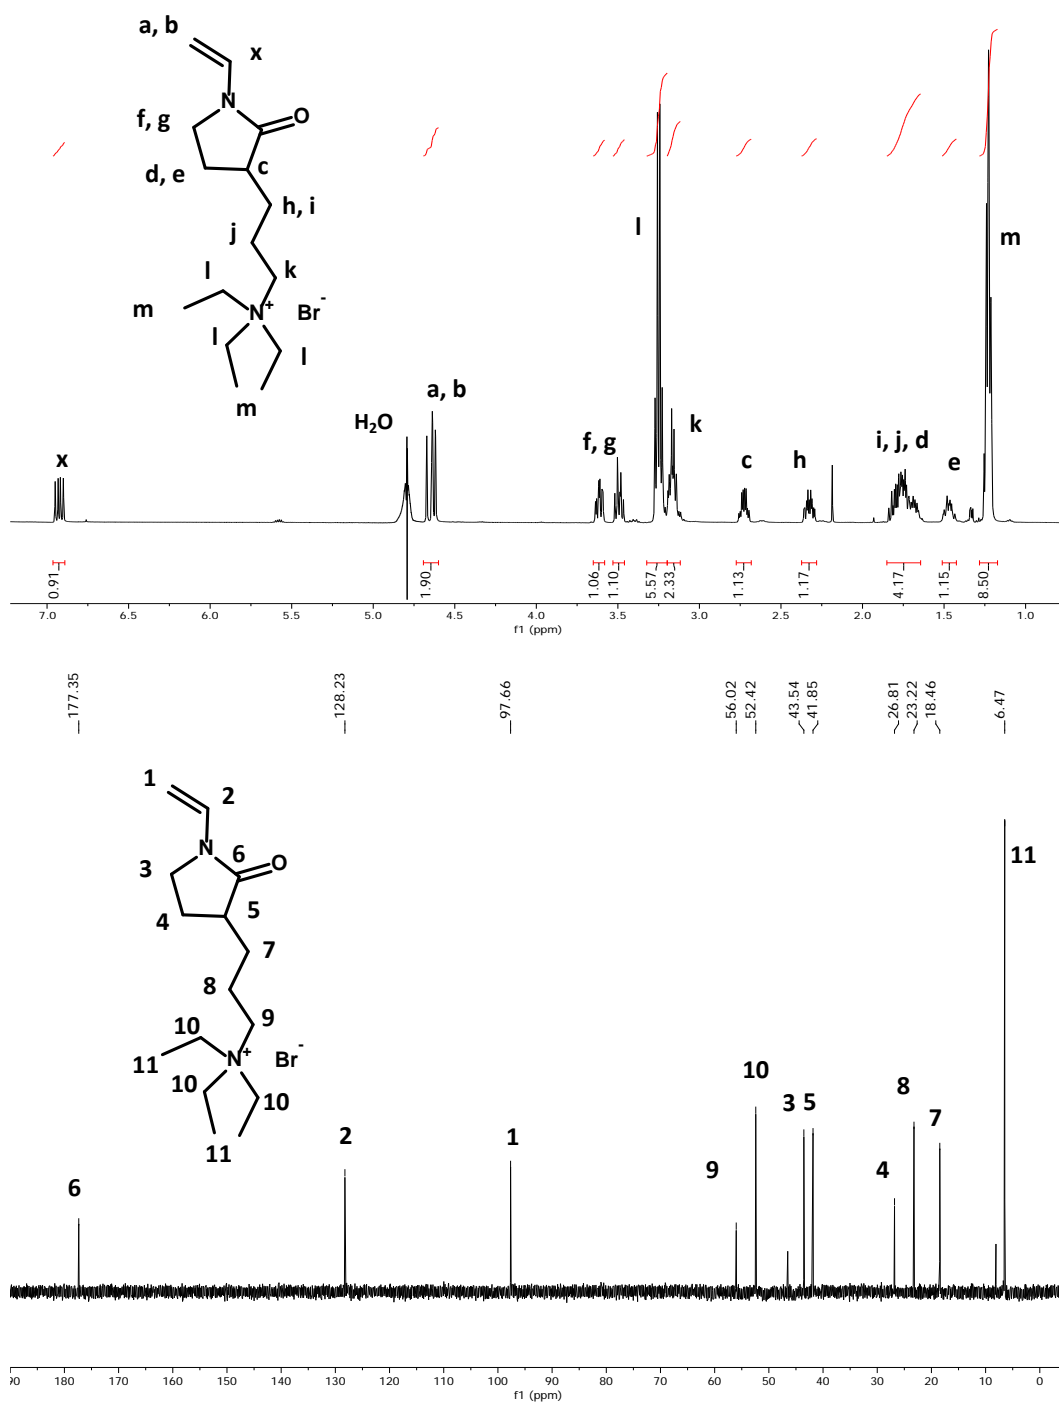 a, b
x
N
O
f, g
d, e
c
h, i
j
k
l
m
N+
Br-
l
l
m
l
m
a, b
H2O
k
f, g
x
c
h
i, j, d
e
0.91
1.90
1.06
1.10
5.57
2.33
1.13
1.17
4.17
1.15
8.50
7.0 6.5 6.0 5.5 5.0 4.5 4.0 3.5 3.0 2.5 2.0 1.5 1.0
f1 (ppm)
177.35
128.23
97.66
56.02
52.42
43.54
41.85
26.81
23.22
18.46
6.47
1
2
N
6
O
3
4
5
7
8
9
10
11
N+
Br-
10
10
11
11
10
3 5
8
7
2
1
9
4
6
90 180 170 160 150 140 130 120 110 100 90 80 70 60 50 40 30 20 10 0
f1 (ppm)